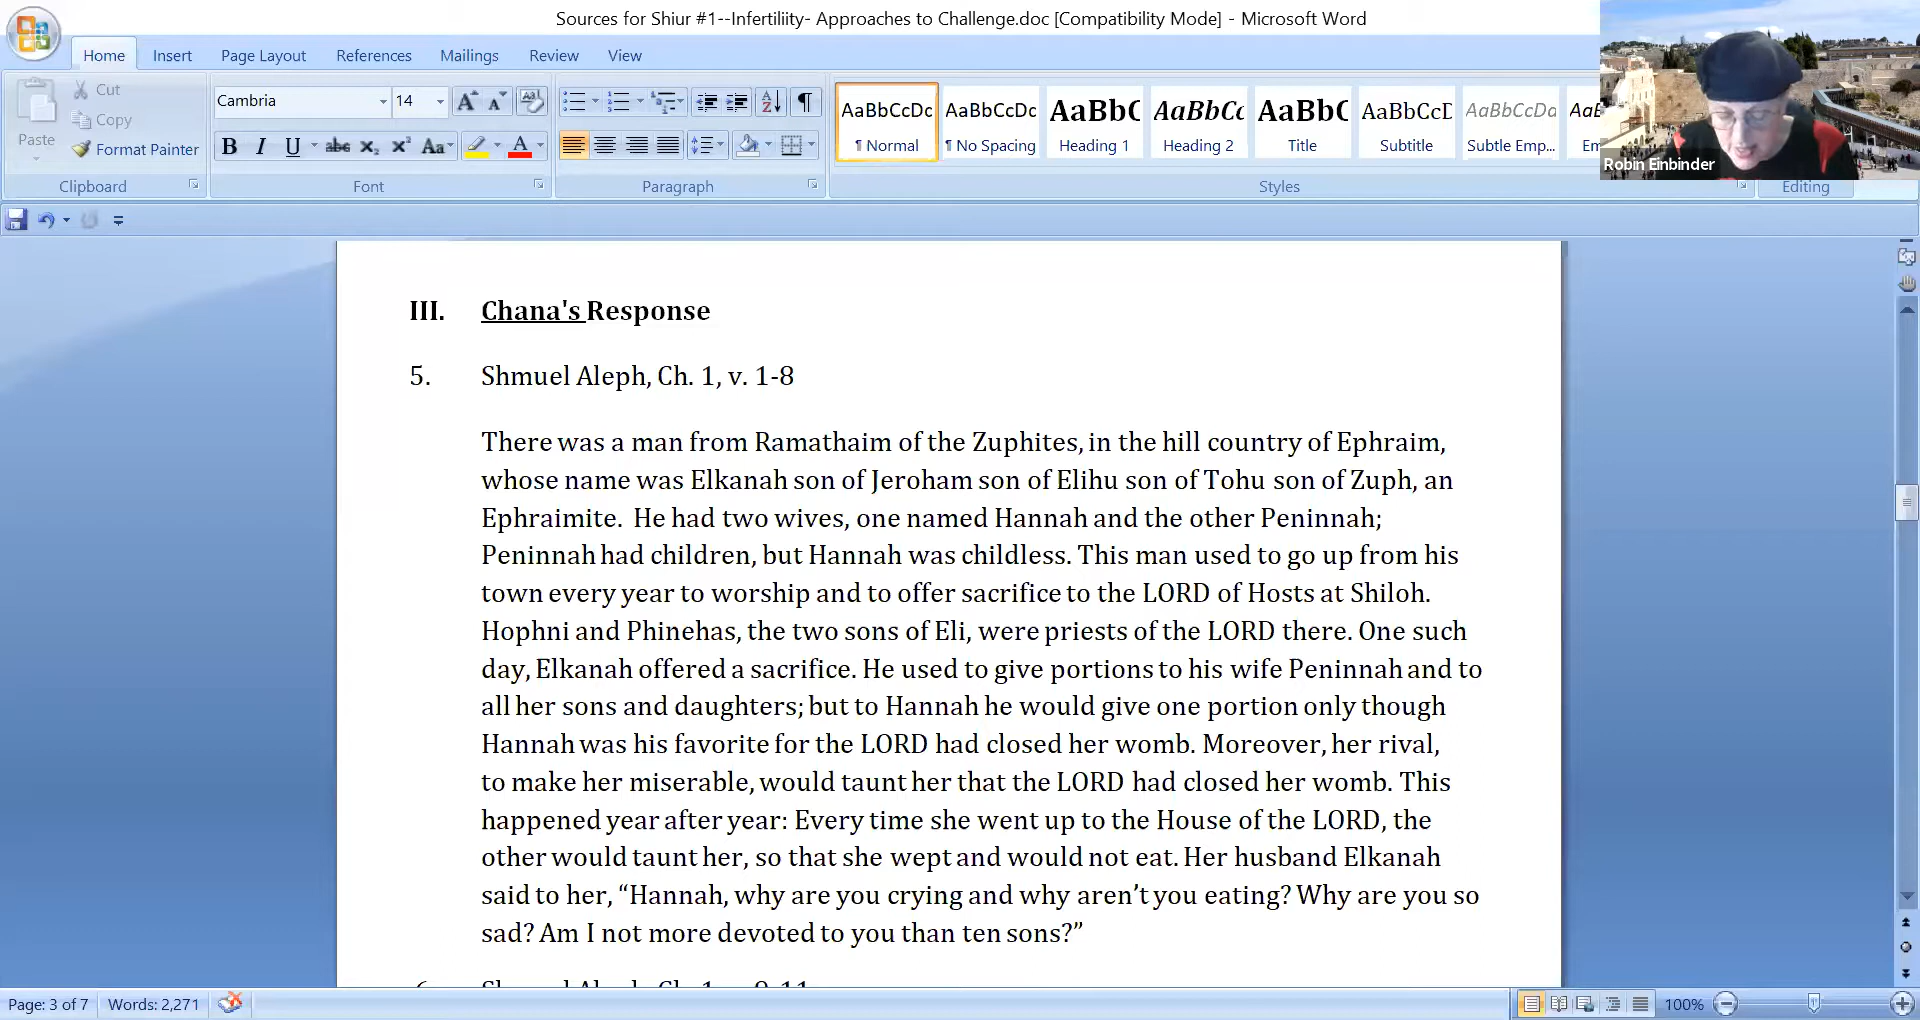 Sources for Shiur #1--Infertiliity- Approaches to Challenge.doc [Compatibility Mode] - Microsoft Word
Home Insert Page Layout References Mailings Review View
Paste Cut Copy Format Painter
Cambria 14
AaBbCcDc AaBbCcDc AaBbC AaBbCc AaBbC AaBbCcD AaBbCcDa
¶ Normal ¶ No Spacing Heading 1 Heading 2 Title Subtitle Subtle Emp...
Clipboard Font Paragraph Styles Editing
Robin Einbinder
III. Chana's Response
5. Shmuel Aleph, Ch. 1, v. 1-8
There was a man from Ramathaim of the Zuphites, in the hill country of Ephraim,
whose name was Elkanah son of Jeroham son of Elihu son of Tohu son of Zuph, an
Ephraimite. He had two wives, one named Hannah and the other Peninnah;
Peninnah had children, but Hannah was childless. This man used to go up from his
town every year to worship and to offer sacrifice to the LORD of Hosts at Shiloh.
Hophni and Phinehas, the two sons of Eli, were priests of the LORD there. One such
day, Elkanah offered a sacrifice. He used to give portions to his wife Peninnah and to
all her sons and daughters; but to Hannah he would give one portion only though
Hannah was his favorite for the LORD had closed her womb. Moreover, her rival,
to make her miserable, would taunt her that the LORD had closed her womb. This
happened year after year: Every time she went up to the House of the LORD, the
other would taunt her, so that she wept and would not eat. Her husband Elkanah
said to her, “Hannah, why are you crying and why aren’t you eating? Why are you so
sad? Am I not more devoted to you than ten sons?”
Page: 3 of 7 Words: 2,271 100%